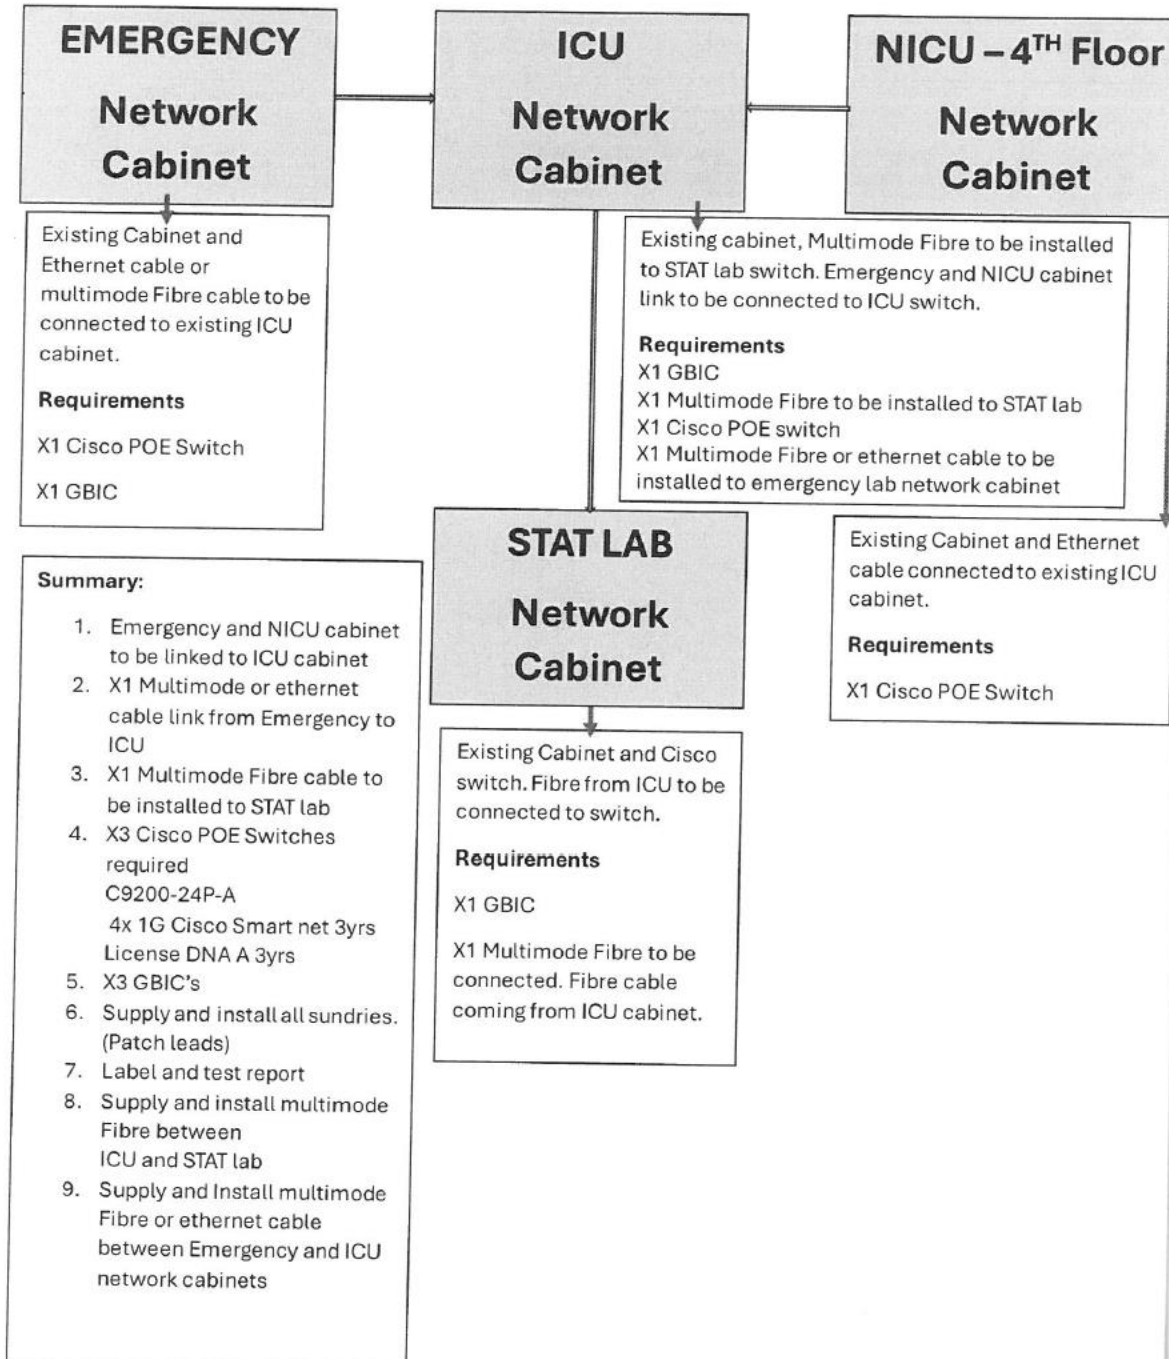 EMERGENCY
Network
Cabinet
ICU
Network
Cabinet
NICU – 4TH Floor
Network
Cabinet
Existing Cabinet and
Ethernet cable or
multimode Fibre cable to be
connected to existing ICU
cabinet.
Requirements
X1 Cisco POE Switch
X1 GBIC
Existing cabinet, Multimode Fibre to be installed
to STAT lab switch. Emergency and NICU cabinet
link to be connected to ICU switch.
Requirements
X1 GBIC
X1 Multimode Fibre to be installed to STAT lab
X1 Cisco POE switch
X1 Multimode Fibre or ethernet cable to be
installed to emergency lab network cabinet
STAT LAB
Network
Cabinet
Existing Cabinet and Ethernet
cable connected to existing ICU
cabinet.
Requirements
X1 Cisco POE Switch
Existing Cabinet and Cisco
switch. Fibre from ICU to be
connected to switch.
Requirements
X1 GBIC
X1 Multimode Fibre to be
connected. Fibre cable
coming from ICU cabinet.
Summary:
1. Emergency and NICU cabinet
to be linked to ICU cabinet
2. X1 Multimode or ethernet
cable link from Emergency to
ICU
3. X1 Multimode Fibre cable to
be installed to STAT lab
4. X3 Cisco POE Switches
required
C9200-24P-A
4x 1G Cisco Smart net 3yrs
License DNA A 3yrs
5. X3 GBIC's
6. Supply and install all sundries.
(Patch leads)
7. Label and test report
8. Supply and install multimode
Fibre between
ICU and STAT lab
9. Supply and Install multimode
Fibre or ethernet cable
between Emergency and ICU
network cabinets